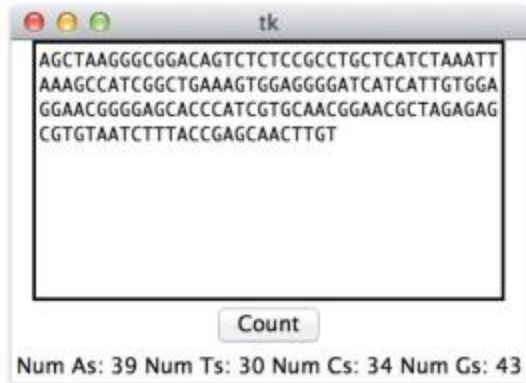 tk
AGCTAAGGGCGGACAGTCTCTCCGCCTGCTCATCTAAATT
AAAGCCATCGGCTGAAAGTGGAGGGGATCATCATTGTGGA
GGAACGGGGAGCACCCATCGTGCAACGGAACGCTAGAGAG
CGTGTAATCTTTACCGAGCAACTTGT
Count
Num As: 39 Num Ts: 30 Num Cs: 34 Num Gs: 43